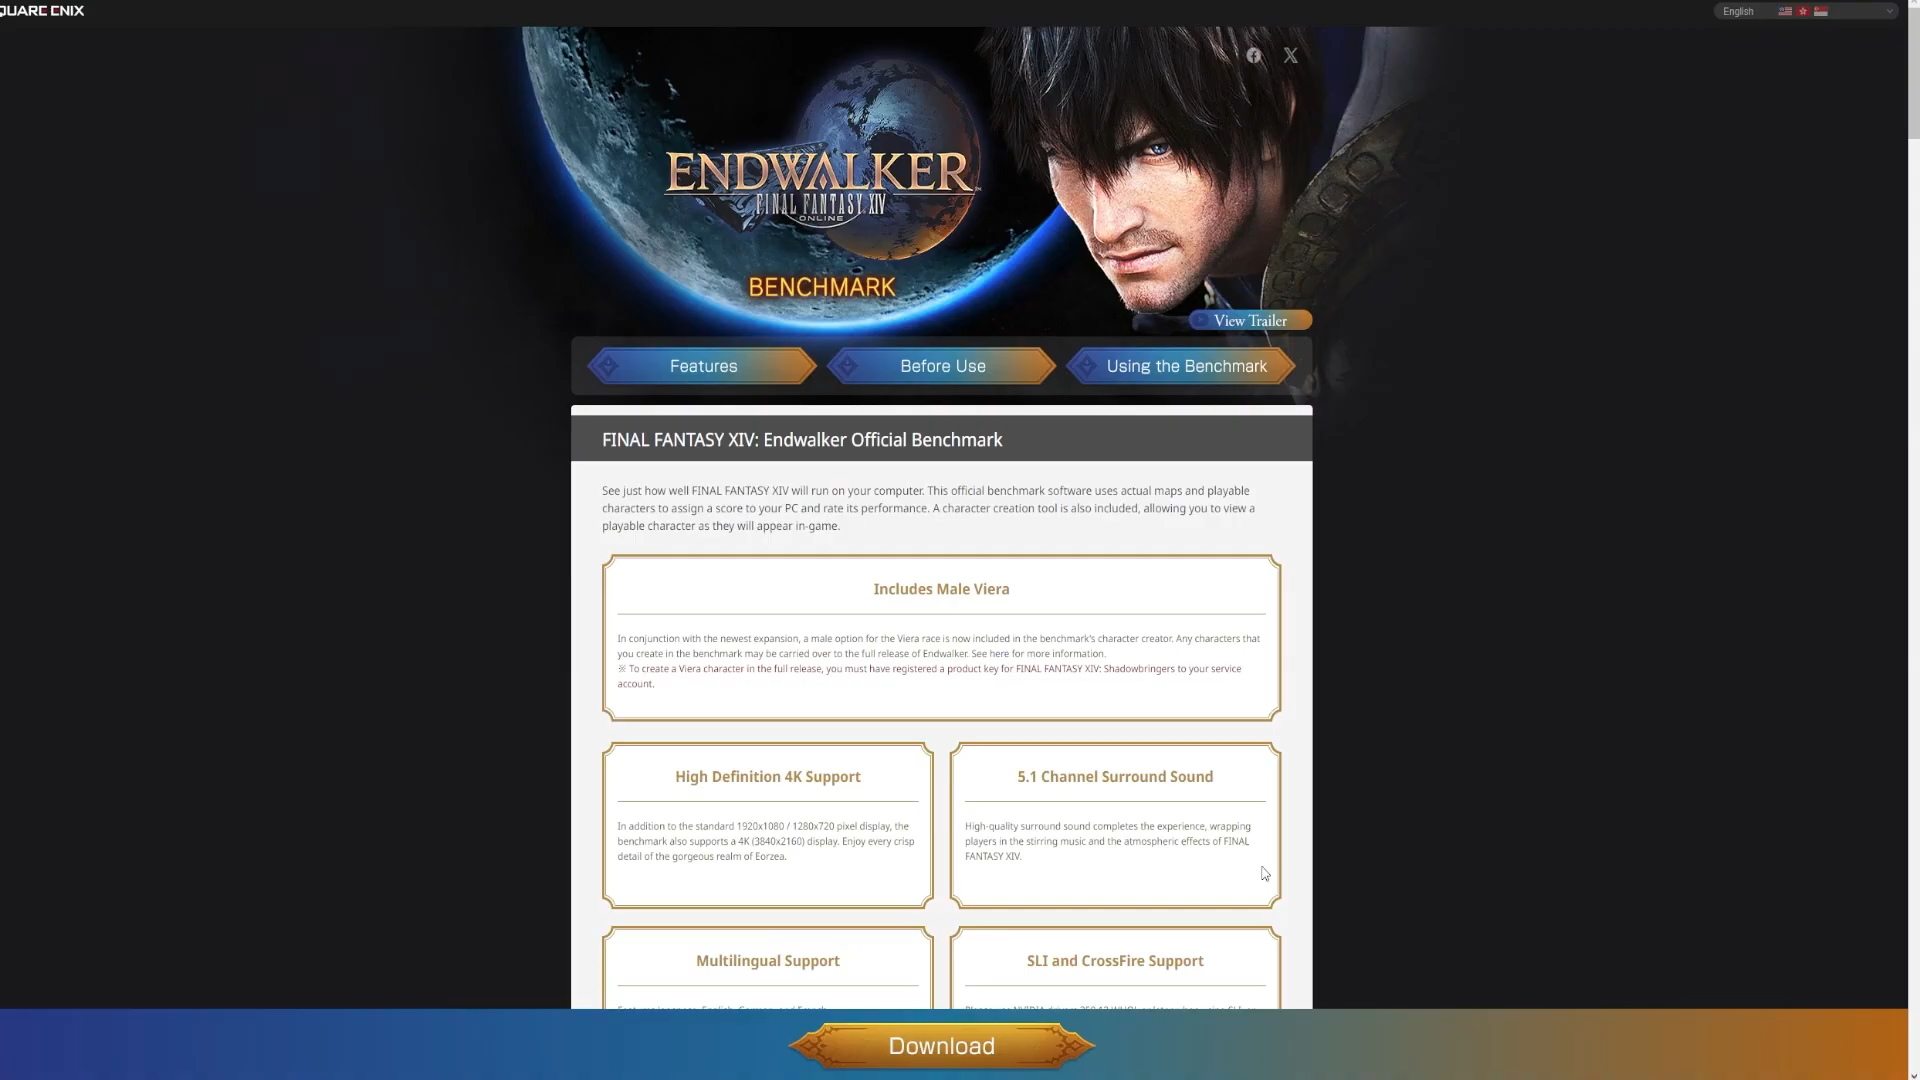 QUARE ENIX
English
ENDWALKER
FINAL FANTASY XIV
ONLINE
BENCHMARK
View Trailer
Features
Before Use
Using the Benchmark
FINAL FANTASY XIV: Endwalker Official Benchmark
See just how well FINAL FANTASY XIV will run on your computer. This official benchmark software uses actual maps and playable
characters to assign a score to your PC and rate its performance. A character creation tool is also included, allowing you to view a
playable character as they will appear in-game.
Includes Male Viera
In conjunction with the newest expansion, a male option for the Viera race is now included in the benchmark's character creator. Any characters that
you create in the benchmark may be carried over to the full release of Endwalker. See here for more information.
※ To create a Viera character in the full release, you must have registered a product key for FINAL FANTASY XIV: Shadowbringers to your service
account.
High Definition 4K Support
In addition to the standard 1920x1080 / 1280x720 pixel display, the
benchmark also supports a 4K (3840x2160) display. Enjoy every crisp
detail of the gorgeous realm of Eorzea.
5.1 Channel Surround Sound
High-quality surround sound completes the experience, wrapping
players in the stirring music and the atmospheric effects of FINAL
FANTASY XIV.
Multilingual Support
SLI and CrossFire Support
Download